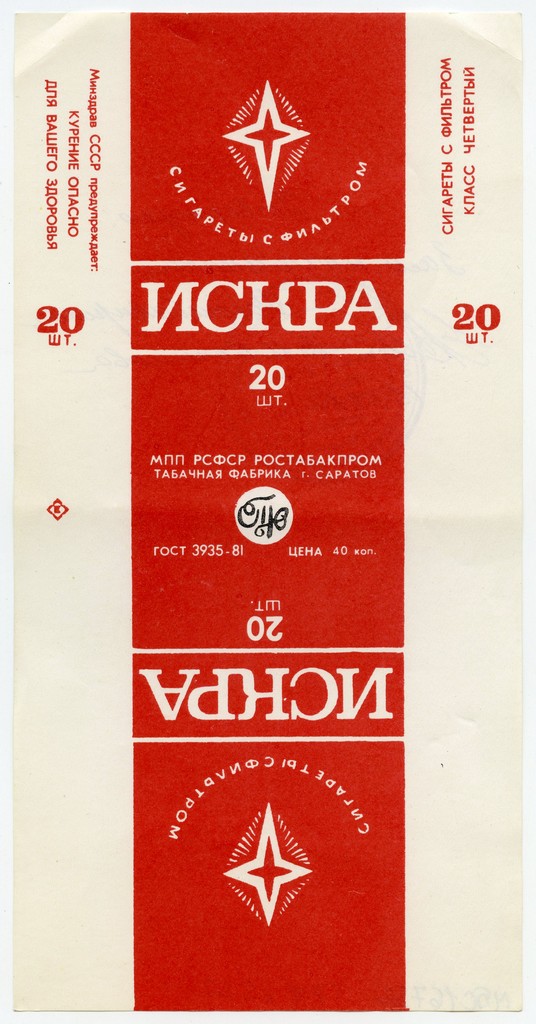 СИГАРЕТЫ С ФИЛЬТРОМ
ИСКРА
20
ШТ.
МПП РСФСР РОСТАБАКПРОМ
ТАБАЧНАЯ ФАБРИКА г. САРАТОВ
ГОСТ 3935-81 ЦЕНА 40 коп.
20
ШТ.
ИСКРА
СИГАРЕТЫ С ФИЛЬТРОМ
Минздрав СССР предупреждает:
КУРЕНИЕ ОПАСНО
ДЛЯ ВАШЕГО ЗДОРОВЬЯ
20
ШТ.
СИГАРЕТЫ С ФИЛЬТРОМ
КЛАСС ЧЕТВЕРТЫЙ
20
ШТ.